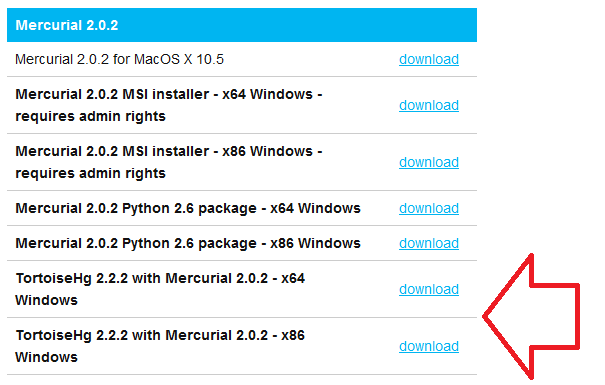 Mercurial 2.0.2
Mercurial 2.0.2 for MacOS X 10.5 download
Mercurial 2.0.2 MSI installer - x64 Windows -
requires admin rights
download
Mercurial 2.0.2 MSI installer - x86 Windows -
requires admin rights
download
Mercurial 2.0.2 Python 2.6 package - x64 Windows download
Mercurial 2.0.2 Python 2.6 package - x86 Windows download
TortoiseHg 2.2.2 with Mercurial 2.0.2 - x64
Windows
download
TortoiseHg 2.2.2 with Mercurial 2.0.2 - x86
Windows
download